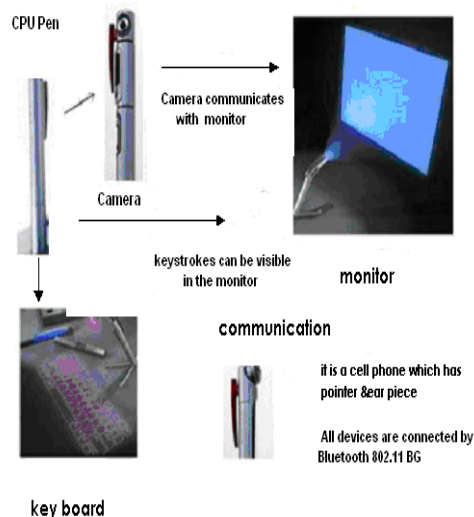 CPU Pen
Camera communicates
with monitor
Camera
keystrokes can be visible
in the monitor
monitor
communication
it is a cell phone which has
pointer &ear piece
All devices are connected by
Bluetooth 802.11 BG
key board